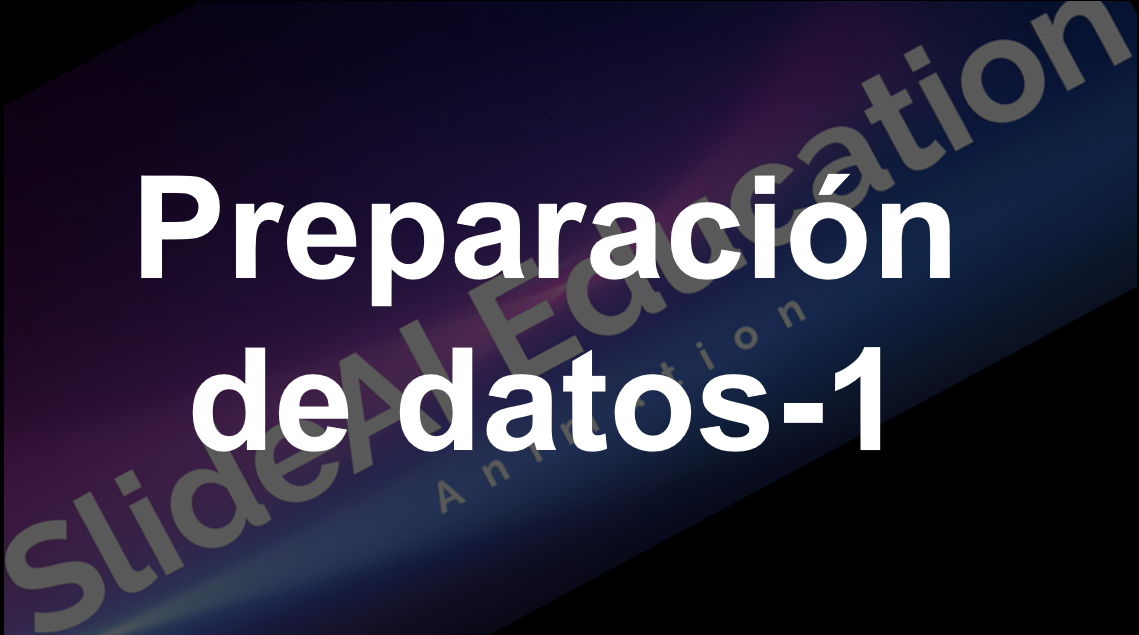 Preparación
de datos-1
SlideAI Education
Animation